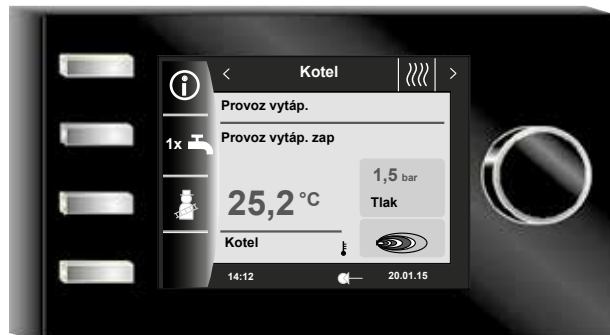 < Kotel >
Provoz vytáp.
1x
Provoz vytáp. zap
1,5 bar
Tlak
25,2 °C
Kotel
14:12
20.01.15